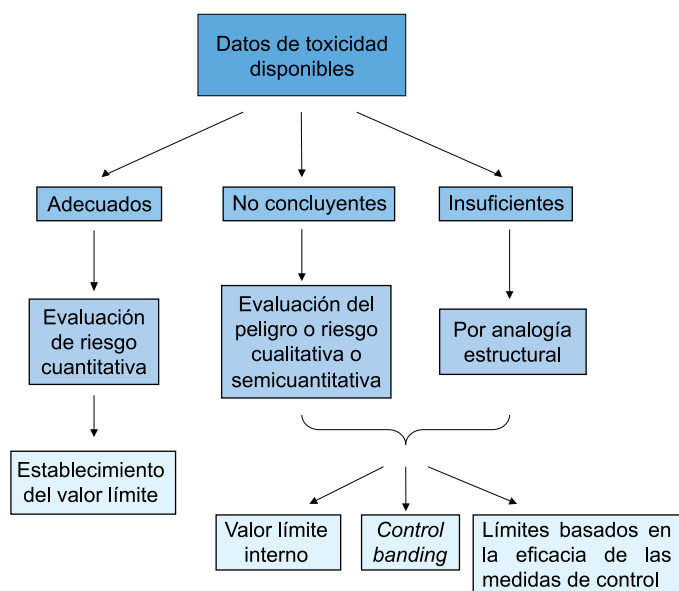 Datos de toxicidad
disponibles
Adecuados
No concluyentes
Insuficientes
Evaluación
de riesgo
cuantitativa
Evaluación del
peligro o riesgo
cualitativa o
semicuantitativa
Por analogía
estructural
Establecimiento
del valor límite
Valor límite
interno
Control
banding
Límites basados en
la eficacia de las
medidas de control